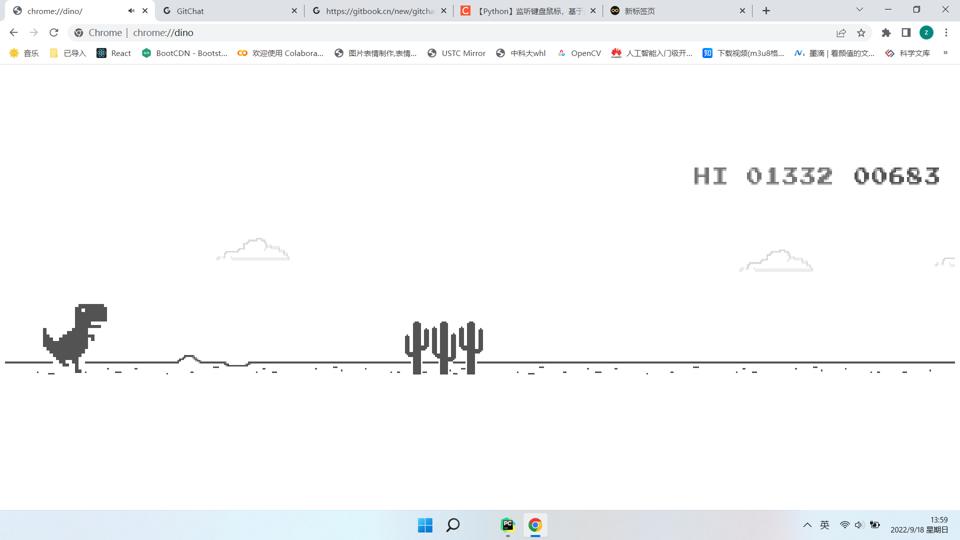 chrome://dino/
GitChat
https://gitbook.cn/new/gitcha
【Python】监听键盘鼠标，基于
新标签页
Chrome | chrome://dino
音乐
已导入
React
BootCDN - Bootst...
欢迎使用 Colabora...
图片表情制作,表情...
USTC Mirror
中科大whl
OpenCV
人工智能入门级开...
下载视频(m3u8格...
墨滴 | 看颜值的文...
科学文库
»
HI 01332 00683
英
13:59
2022/9/18 星期日